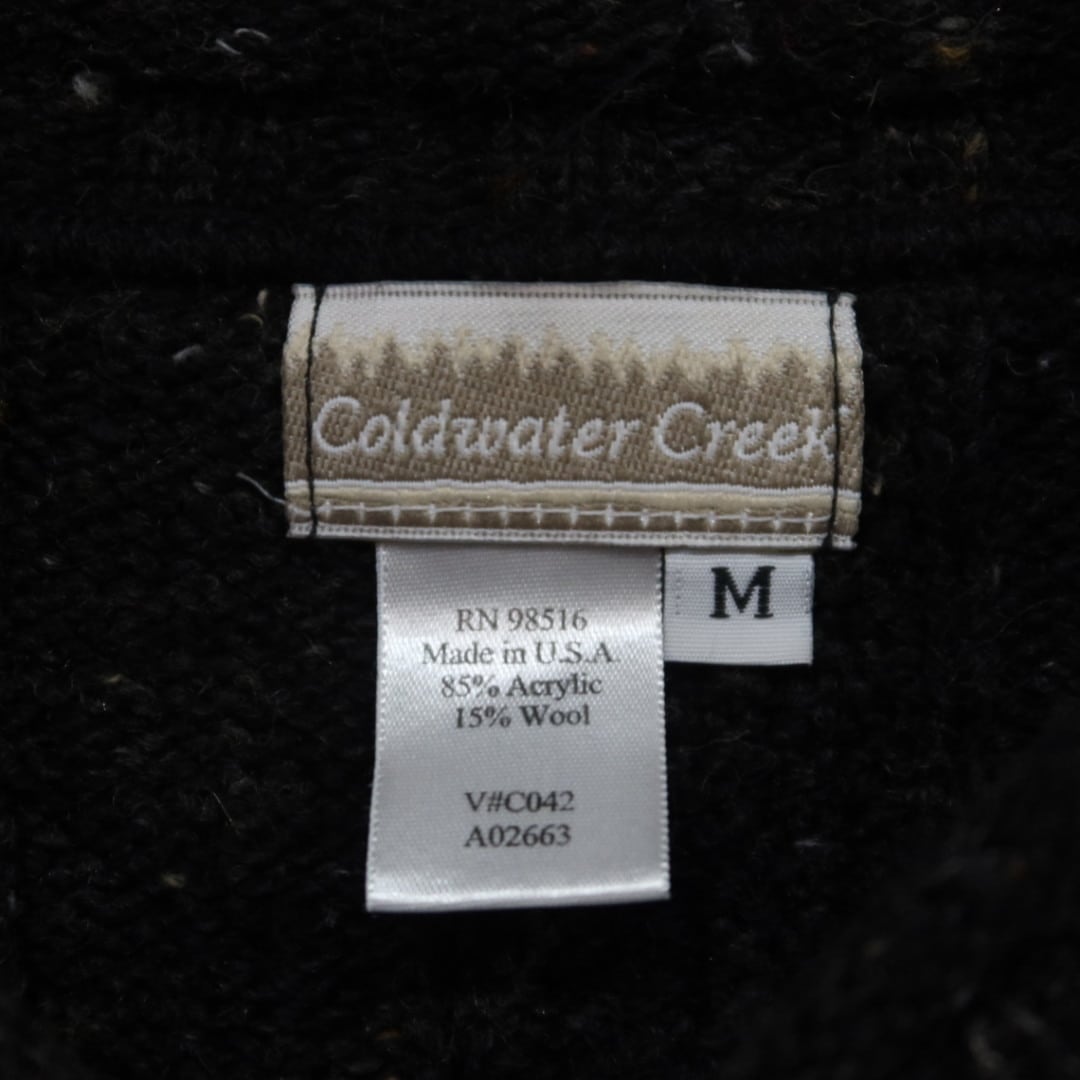 Coldwater Creek
M
RN 98516
Made in U.S.A.
85% Acrylic
15% Wool
V#C042
A02663